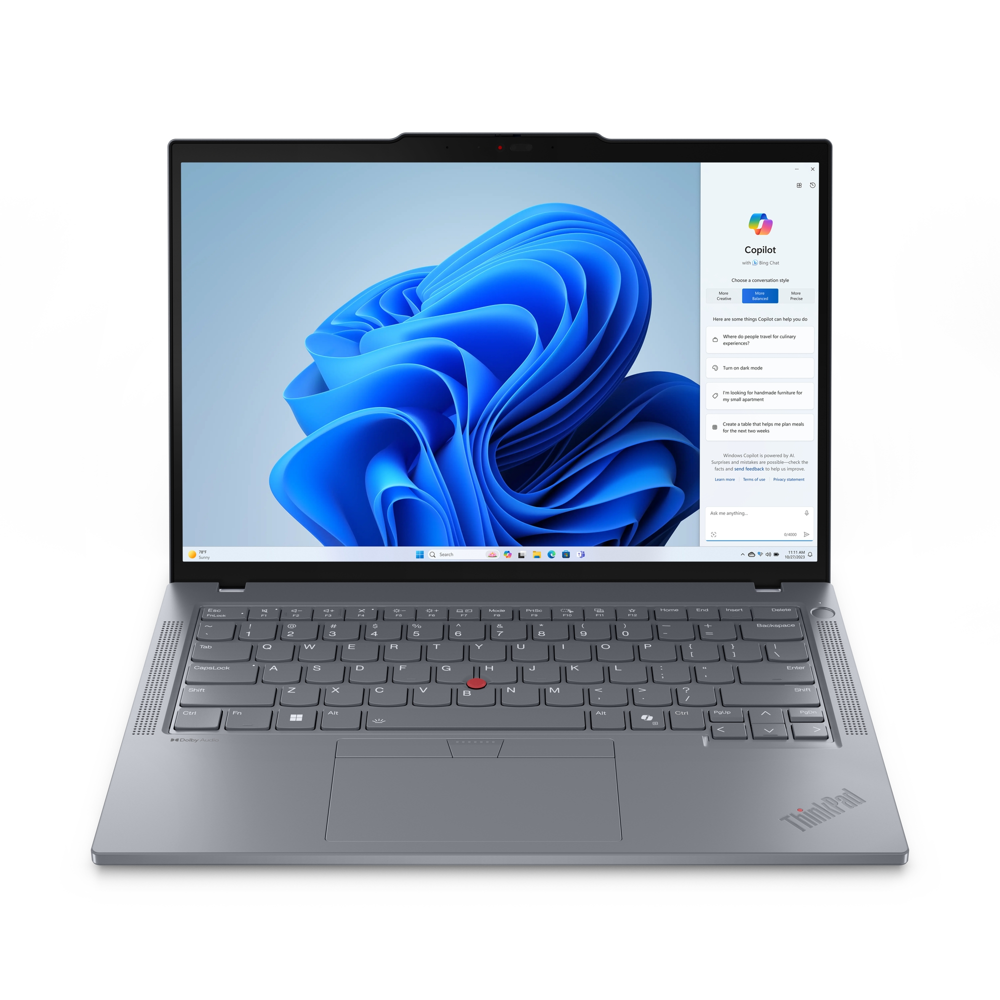 Copilot
with Bing Chat
Choose a conversation style
More
Creative
More
Balanced
More
Precise
Here are some things Copilot can help you do
Where do people travel for culinary
experiences?
Turn on dark mode
I'm looking for handmade furniture for
my small apartment
Create a table that helps me plan meals
for the next two weeks
Windows Copilot is powered by AI.
Surprises and mistakes are possible—check the
facts and send feedback to help us improve.
Learn more | Terms of use | Privacy statement
Ask me anything...
0/4000
78°F
Sunny
Search
11:11 AM
10/27/2023
Esc F1 F2 F3 F4 F5 F6 Mode PrtSc Home End Insert Delete
FnLock F7 F8 F9 F10 F11 F12
~ ! @ # $ % ^ & * ( ) — + Backspace
` 1 2 3 4 5 6 7 8 9 0 - =
Tab Q W E R T Y U I O P { } |
[ ] \
CapsLock A S D F G H J K L : “ Enter
; ‘
Shift Z X C V B N M < > ? Shift
, . /
Ctrl Fn Alt Alt Ctrl PgUp PgDn
Dolby Audio
ThinkPad